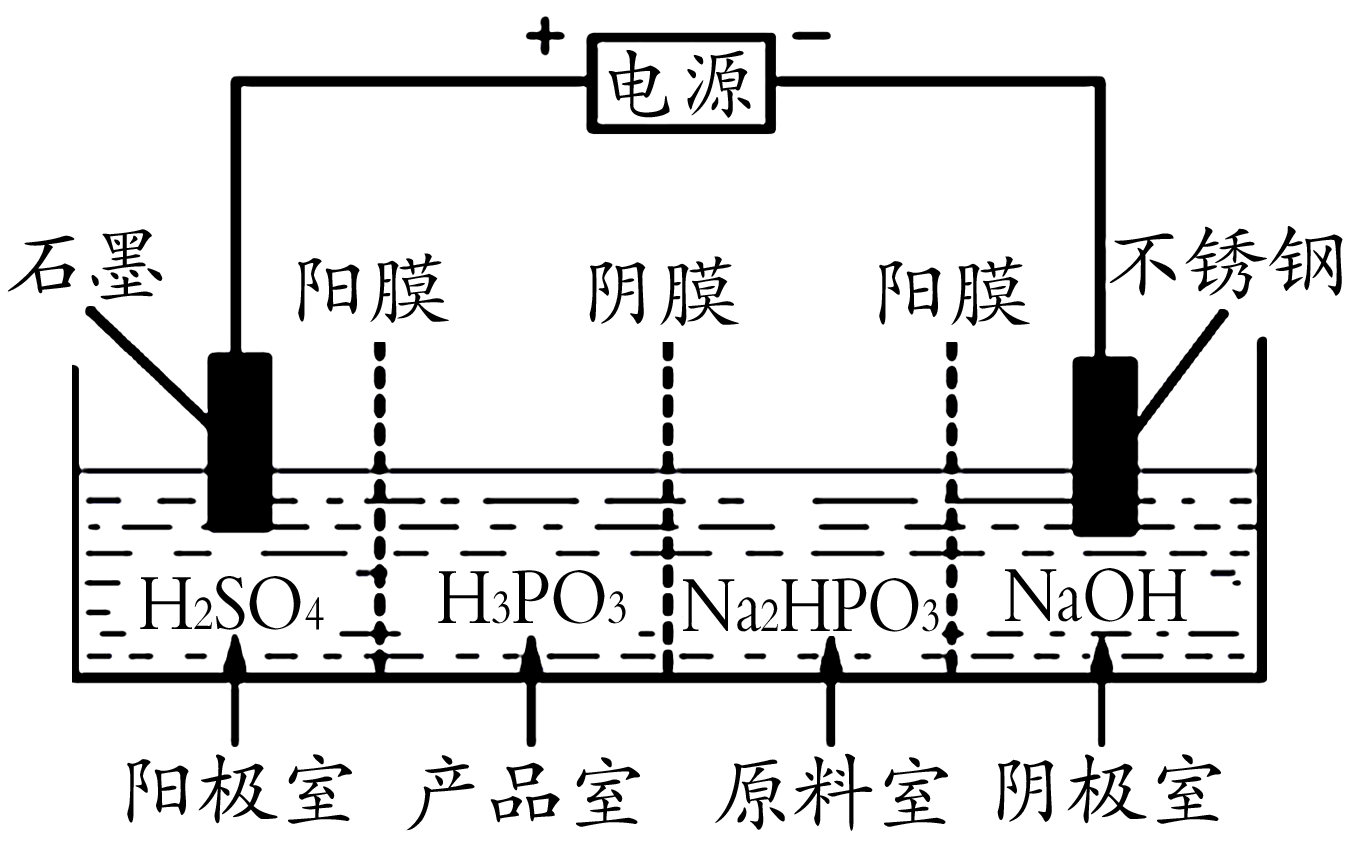 + 电源 −
石墨 阳膜 阴膜 阳膜 不锈钢
H₂SO₄ H₃PO₃ Na₂HPO₃ NaOH
阳极室 产品室 原料室 阴极室